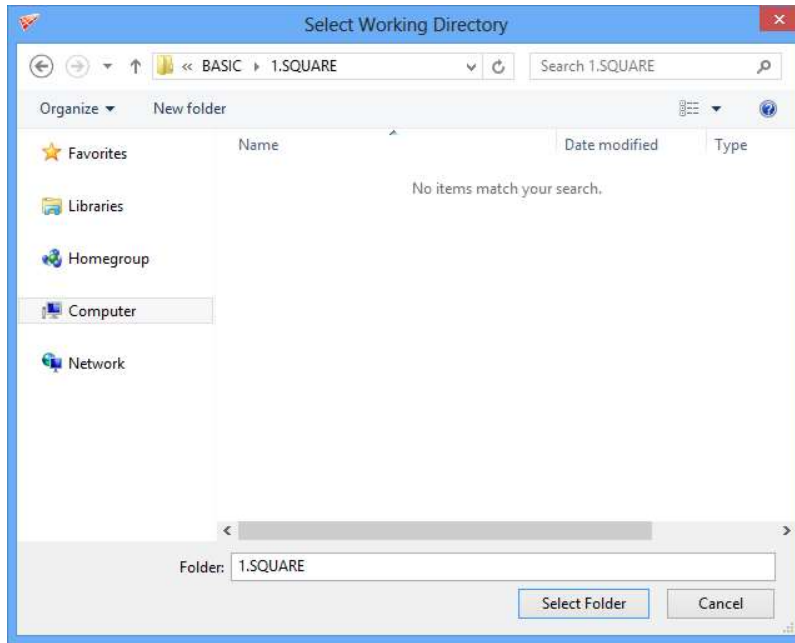 Select Working Directory
« BASIC 1.SQUARE Search 1.SQUARE
Organize New folder
Name Date modified Type
Favorites
No items match your search.
Libraries
Homegroup
Computer
Network
Folder: 1.SQUARE
Select Folder Cancel